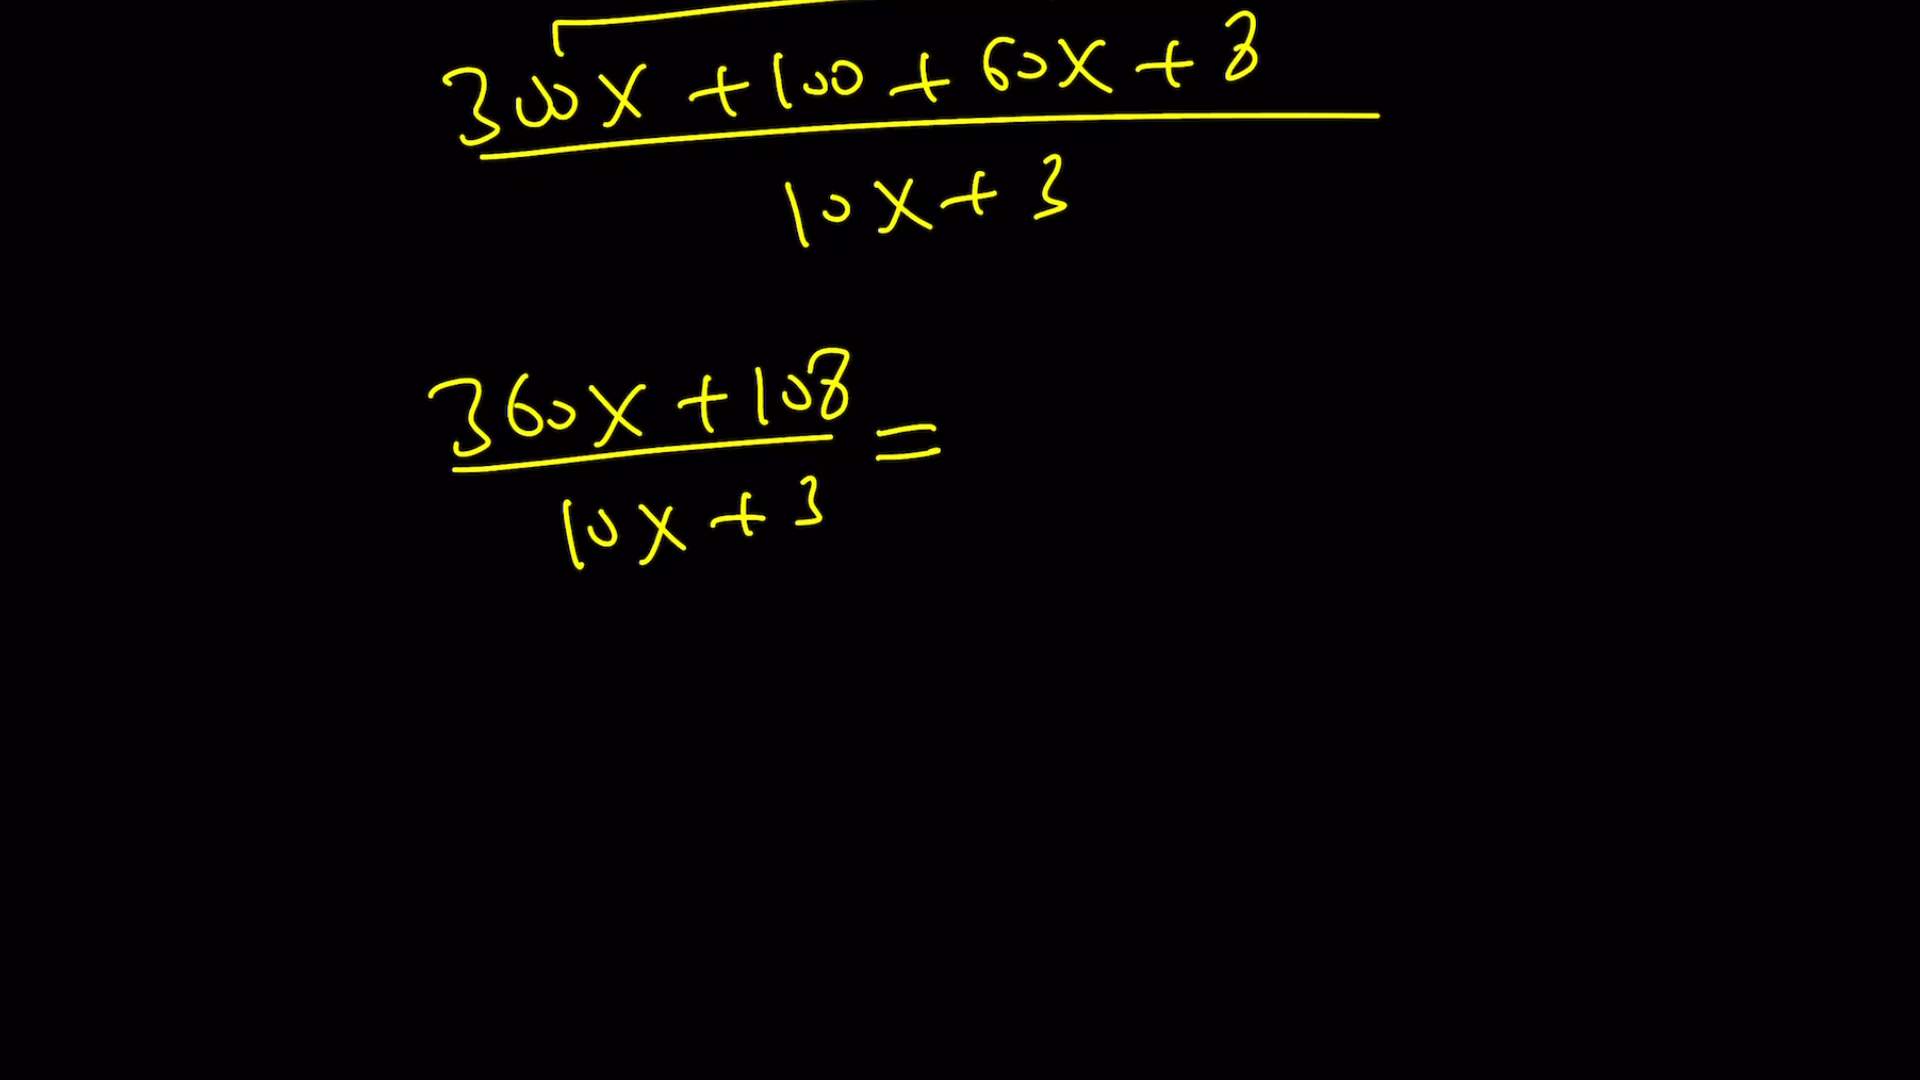 300x + 100 + 60x + 8
10x + 3
360x + 108 =
10x + 3